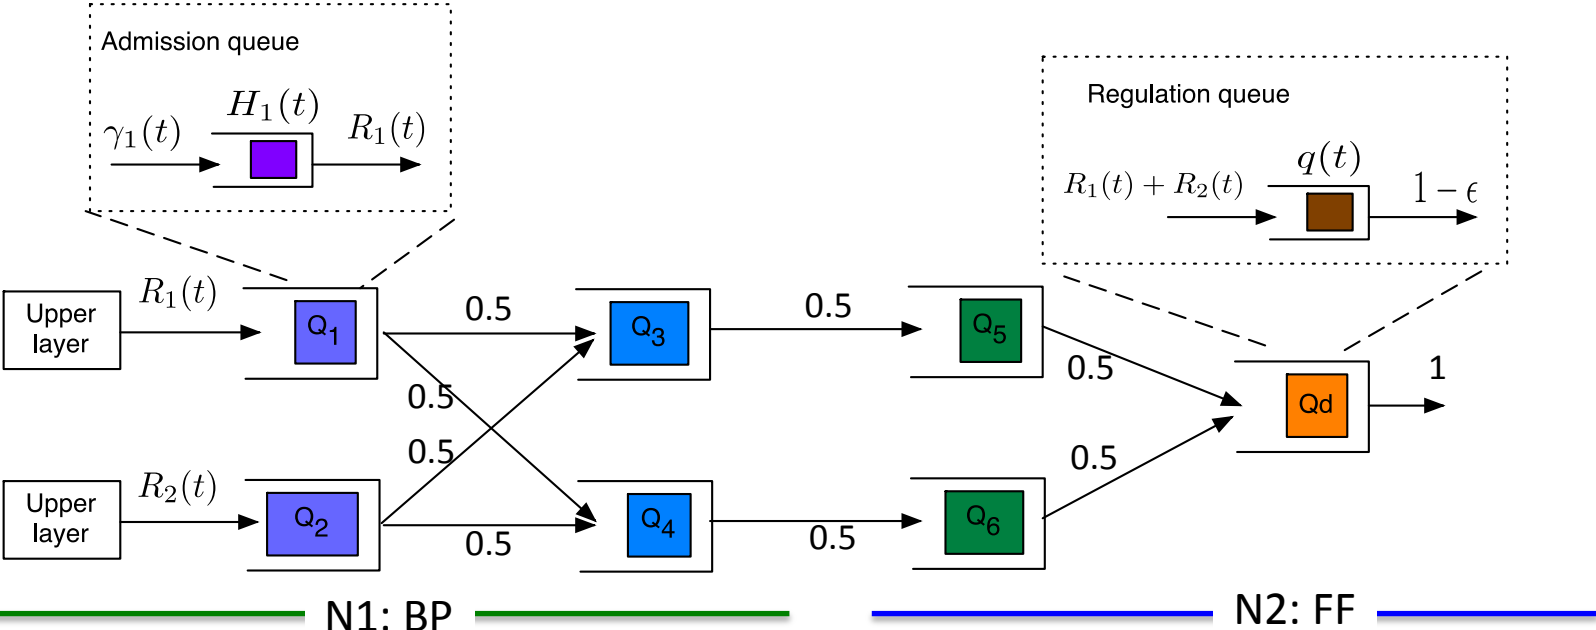 Admission queue
H₁(t)
γ₁(t)
R₁(t)
Regulation queue
q(t)
R₁(t) + R₂(t)
1 − ϵ
Upper
layer
R₁(t)
Q₁
0.5
Q₃
0.5
Q₅
0.5
0.5
0.5
Qd
1
Upper
layer
R₂(t)
Q₂
0.5
Q₄
0.5
Q₆
0.5
N1: BP
N2: FF